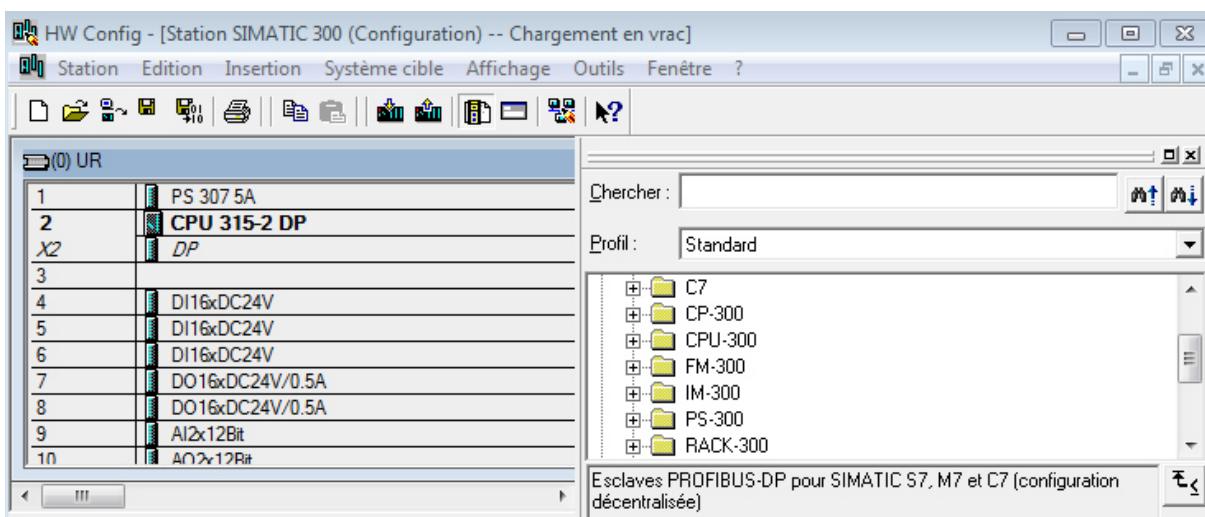 HW Config - [Station SIMATIC 300 (Configuration) -- Chargement en vrac]
Station Edition Insertion Système cible Affichage Outils Fenêtre ?
(0) UR
1 PS 307 5A
2 CPU 315-2 DP
X2 DP
3
4 DI16xDC24V
5 DI16xDC24V
6 DI16xDC24V
7 DO16xDC24V/0.5A
8 DO16xDC24V/0.5A
9 AI2x12Bit
10 AO2x12Bit
Chercher :
Profil : Standard
C7
CP-300
CPU-300
FM-300
IM-300
PS-300
RACK-300
Esclaves PROFIBUS-DP pour SIMATIC S7, M7 et C7 (configuration
décentralisée)